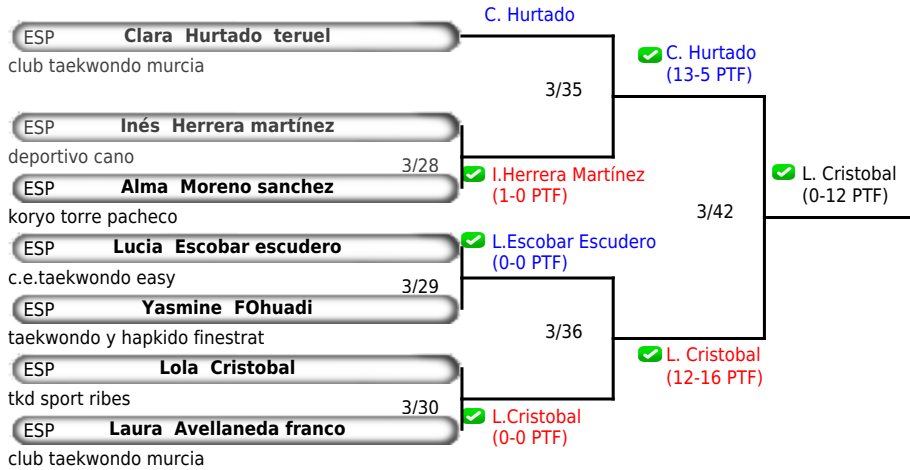 C. Hurtado
ESP Clara Hurtado teruel
club taekwondo murcia
C. Hurtado
(13-5 PTF)
3/35
ESP Inés Herrera martínez
deportivo cano
3/28
I.Herrera Martínez
(1-0 PTF)
ESP Alma Moreno sanchez
koryo torre pacheco
L. Cristobal
(0-12 PTF)
3/42
ESP Lucia Escobar escudero
c.e.taekwondo easy
L.Escobar Escudero
(0-0 PTF)
3/29
ESP Yasmine FOhuadi
taekwondo y hapkido finestrat
3/36
L. Cristobal
(12-16 PTF)
ESP Lola Cristobal
tkd sport ribes
3/30
L.Cristobal
(0-0 PTF)
ESP Laura Avellaneda franco
club taekwondo murcia